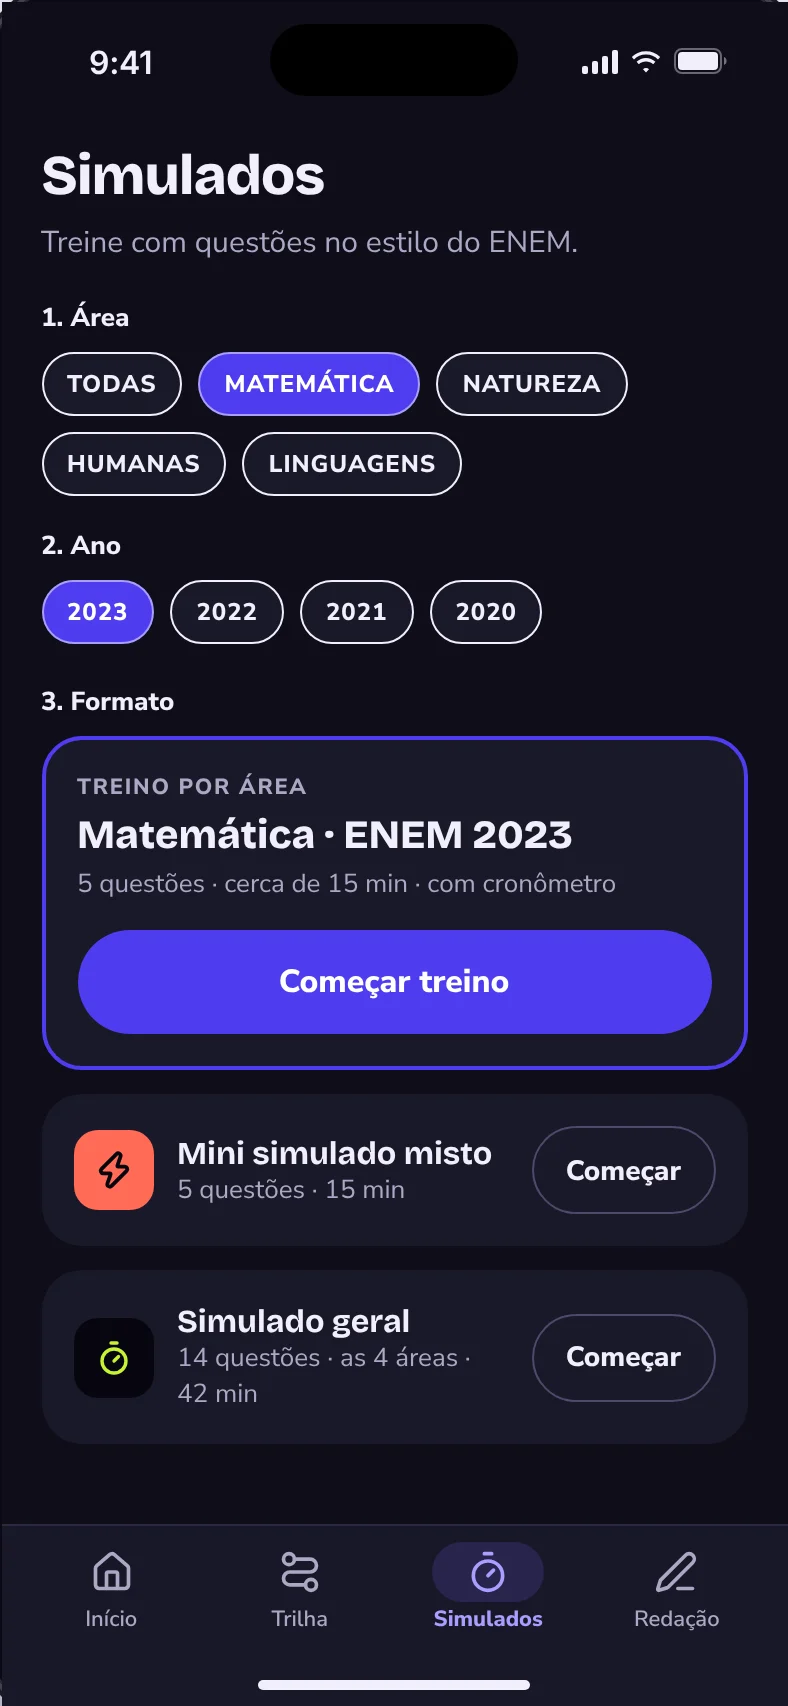 9:41
Simulados
Treine com questões no estilo do ENEM.
1. Área
TODAS
MATEMÁTICA
NATUREZA
HUMANAS
LINGUAGENS
2. Ano
2023
2022
2021
2020
3. Formato
TREINO POR ÁREA
Matemática · ENEM 2023
5 questões · cerca de 15 min · com cronômetro
Começar treino
Mini simulado misto
5 questões · 15 min
Começar
Simulado geral
14 questões · as 4 áreas ·
42 min
Começar
Início
Trilha
Simulados
Redação